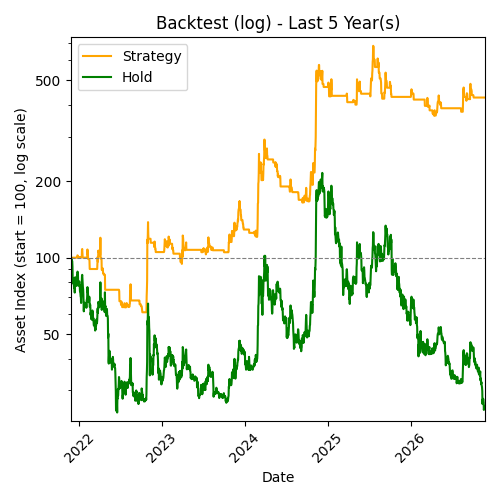 Backtest (log) - Last 5 Year(s)
Strategy
Hold
Asset Index (start = 100, log scale)
500
200
100
50
2022
2023
2024
2025
2026
Date